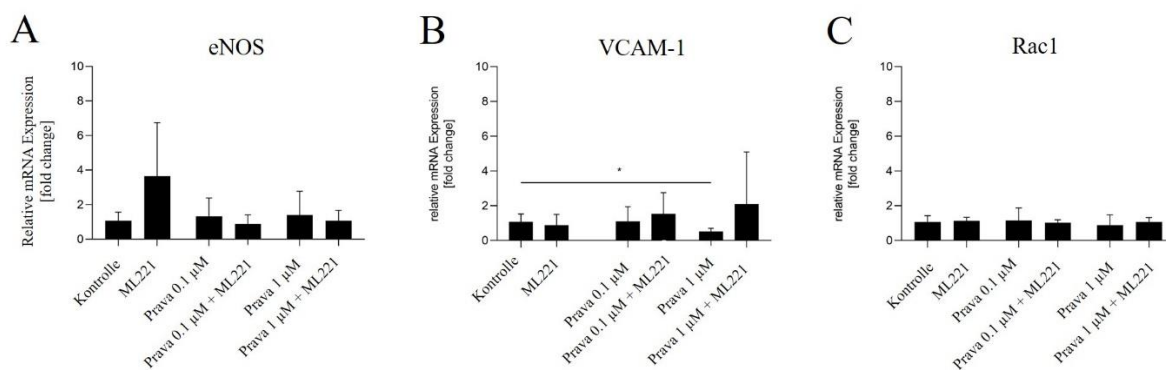 A
eNOS
Relative mRNA Expression
[fold change]
10
8
6
4
2
0
Kontrolle
ML221
Prava 0.1 µM
Prava 0.1 µM + ML221
Prava 1 µM
Prava 1 µM + ML221
B
VCAM-1
relative mRNA Expression
[fold change]
10
8
6
4
2
0
*
Kontrolle
ML221
Prava 0.1 µM
Prava 0.1 µM + ML221
Prava 1 µM
Prava 1 µM + ML221
C
Rac1
relative mRNA Expression
[fold change]
10
8
6
4
2
0
Kontrolle
ML221
Prava 0.1 µM
Prava 0.1 µM + ML221
Prava 1 µM
Prava 1 µM + ML221